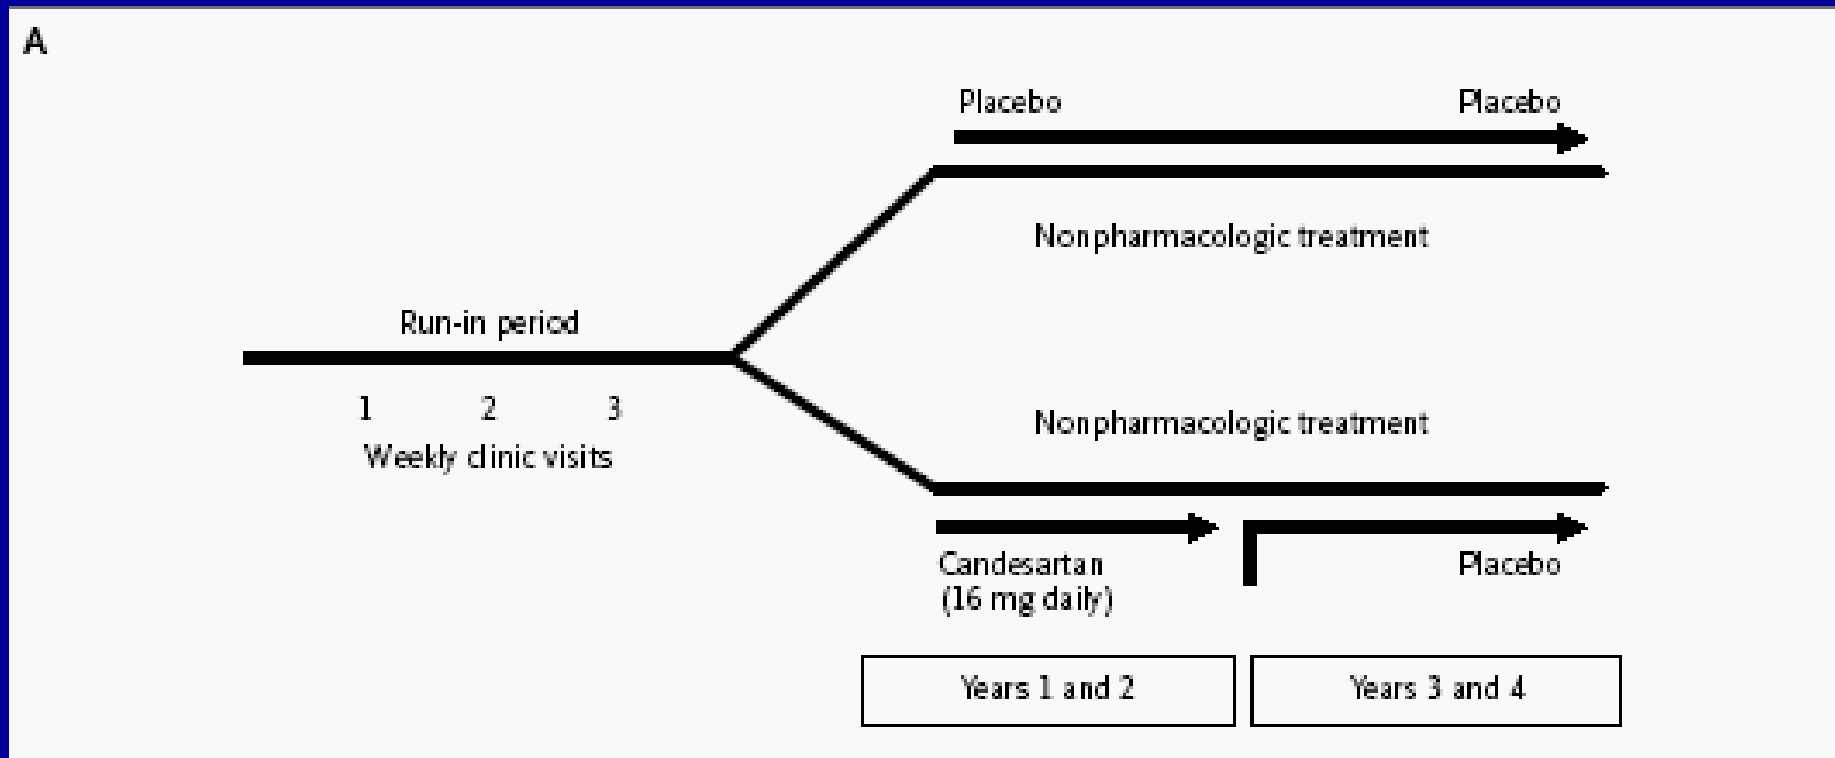 A
Placebo Placebo
Nonpharmacologic treatment
Run-in period
1 2 3
Weekly clinic visits
Nonpharmacologic treatment
Candesartan Placebo
(16 mg daily)
Years 1 and 2 Years 3 and 4